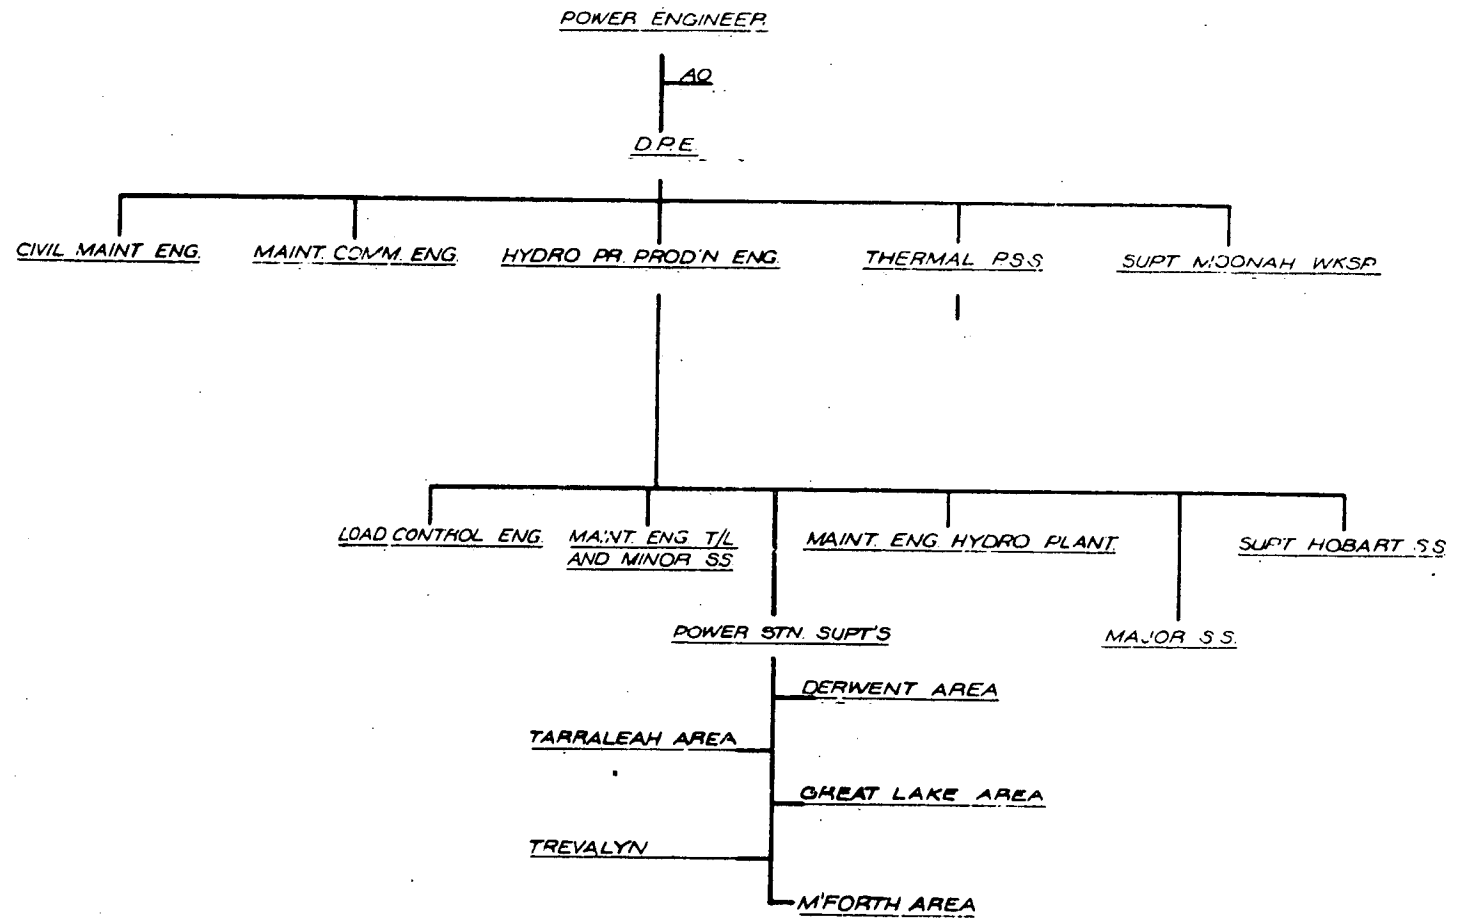 POWER ENGINEER.
AO
D.P.E.
CIVIL MAINT ENG.
MAINT. COMM. ENG.
HYDRO PR. PROD'N ENG.
THERMAL P.S.S
SUPT MOONAH WKSP.
LOAD CONTROL ENG.
MAINT. ENG. T/L
AND MINOR SS
MAINT. ENG. HYDRO PLANT.
SUPT HOBART SS
POWER STN. SUPT'S
MAJOR S S.
DERWENT AREA
TARRALEAH AREA
GREAT LAKE AREA
TREVALYN
M'FORTH AREA